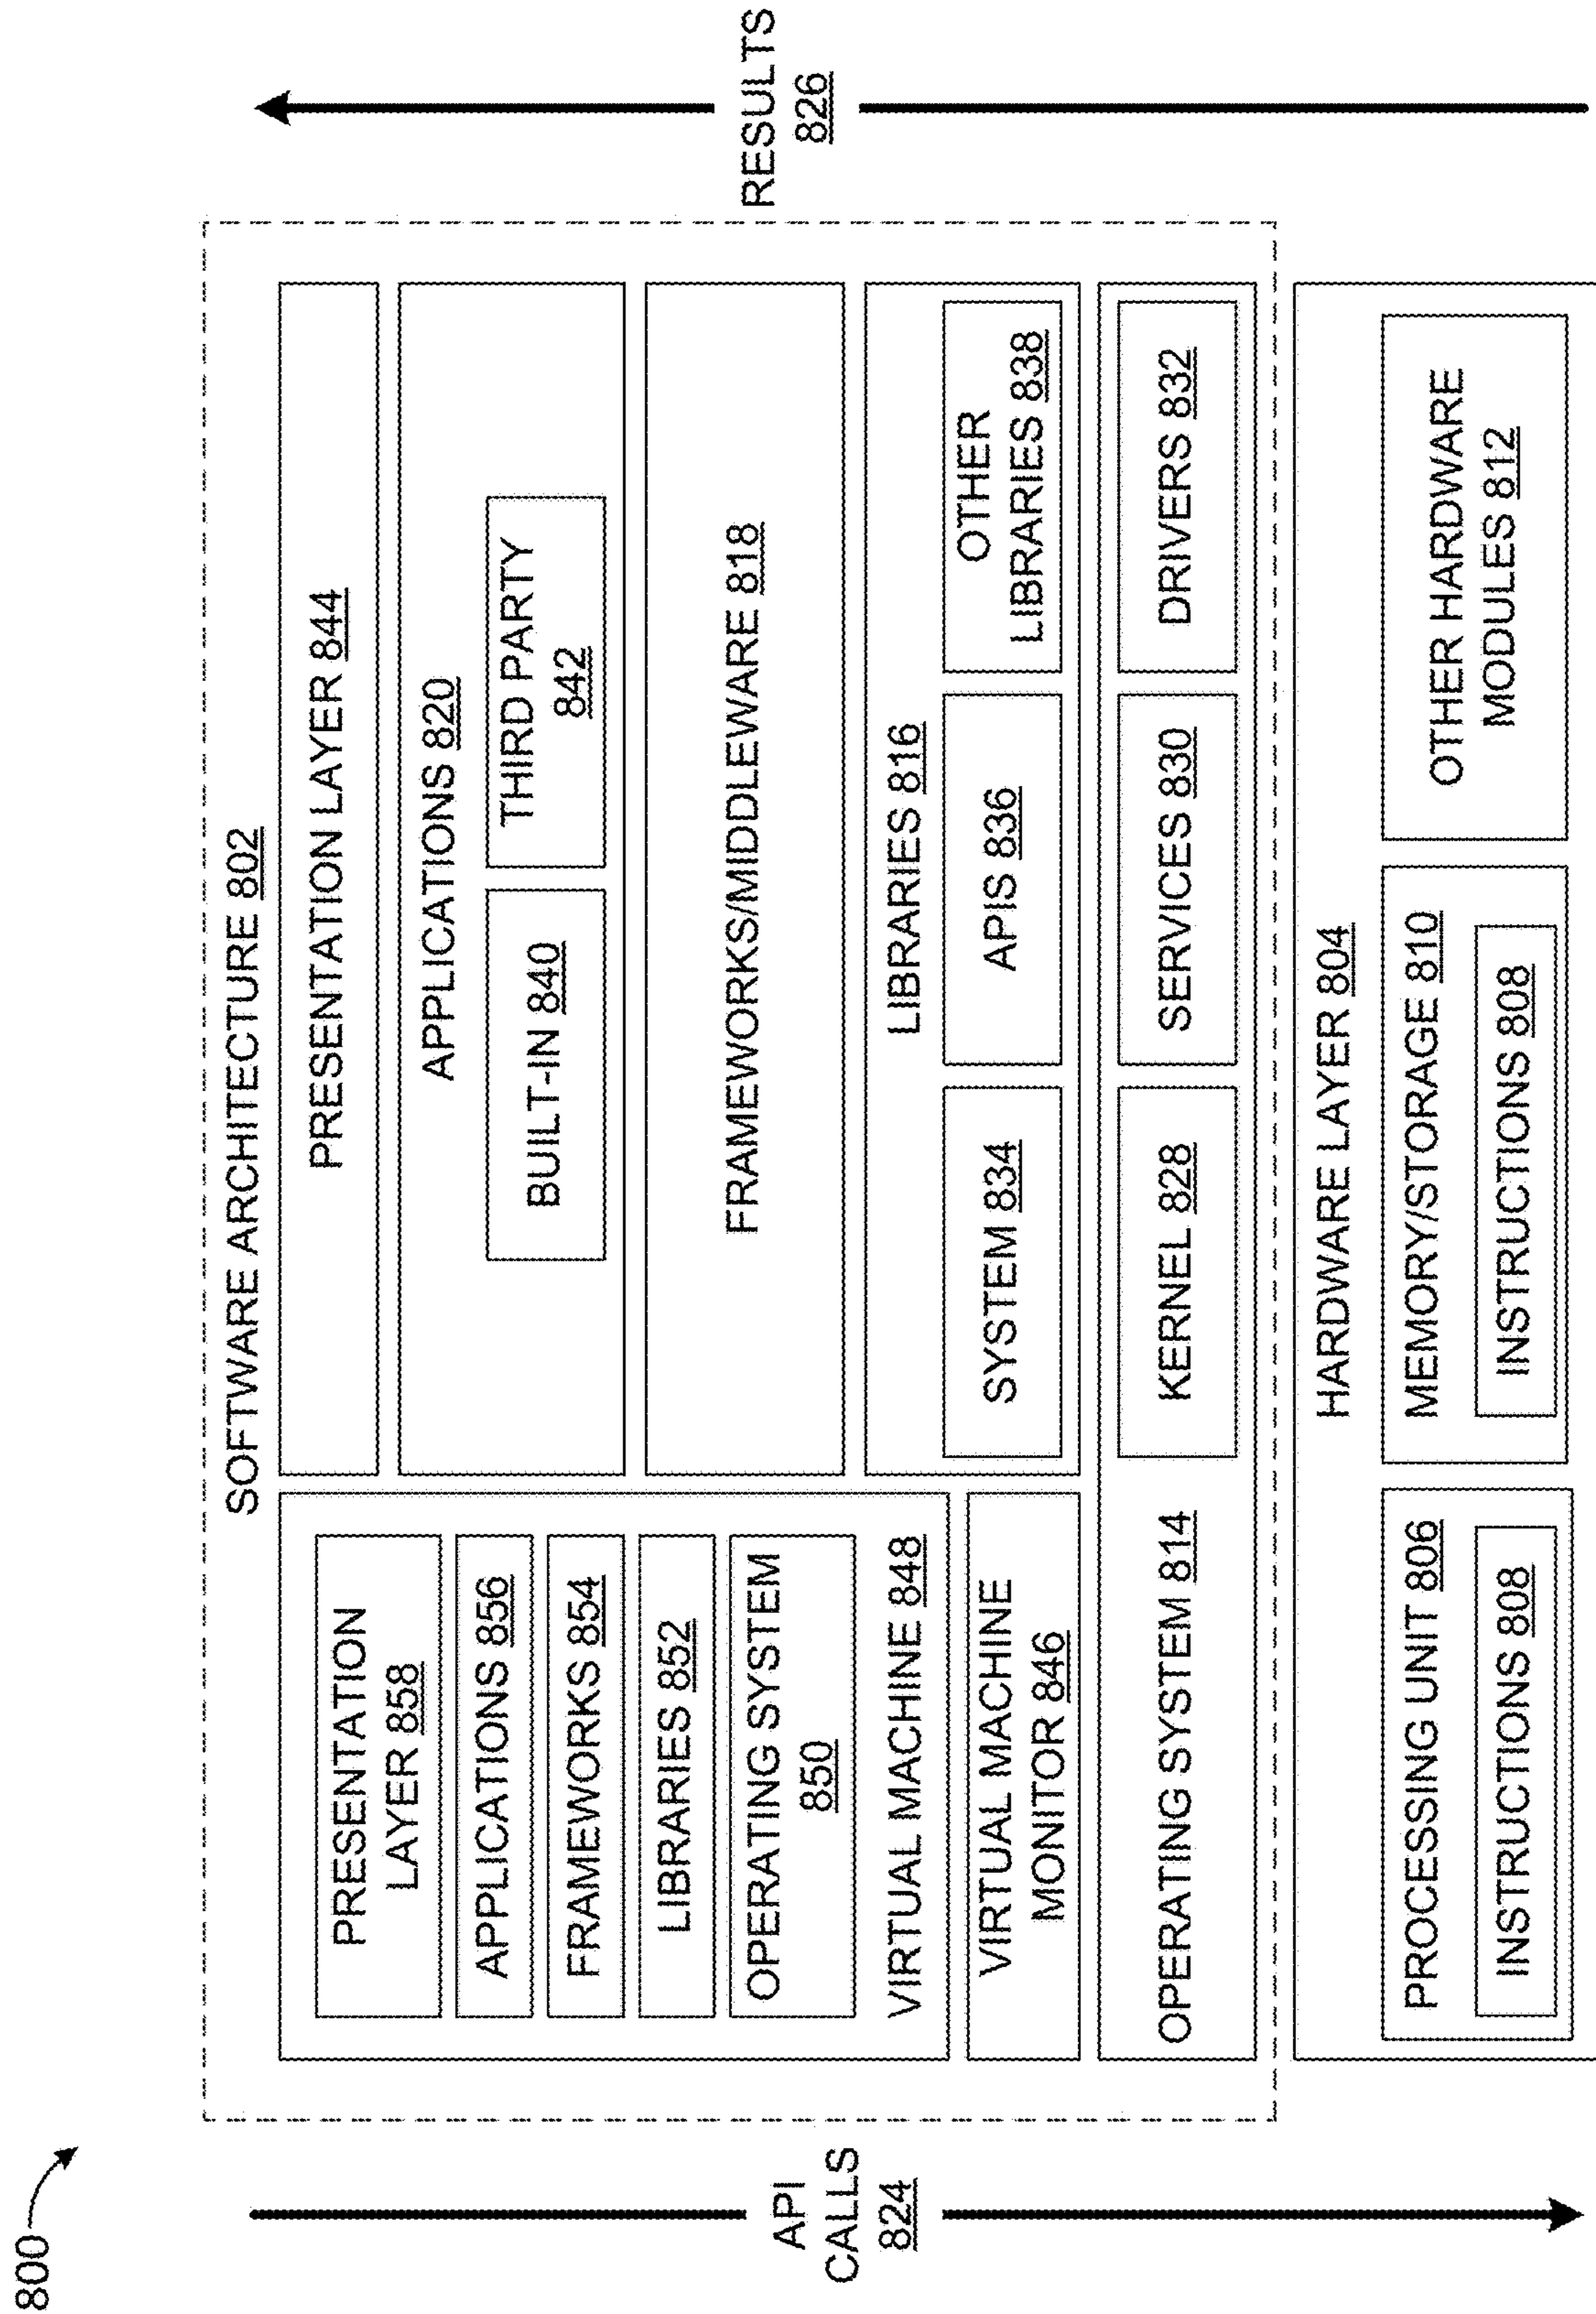 800
SOFTWARE ARCHITECTURE 802
PRESENTATION
LAYER 858
APPLICATIONS 856
FRAMEWORKS 854
LIBRARIES 852
OPERATING SYSTEM
850
VIRTUAL MACHINE 848
VIRTUAL MACHINE
MONITOR 846
PRESENTATION LAYER 844
APPLICATIONS 820
BUILT-IN 840
THIRD PARTY
842
FRAMEWORKS/MIDDLEWARE 818
LIBRARIES 816
SYSTEM 834
APIS 836
OTHER
LIBRARIES 838
OPERATING SYSTEM 814
KERNEL 828
SERVICES 830
DRIVERS 832
HARDWARE LAYER 804
PROCESSING UNIT 806
INSTRUCTIONS 808
MEMORY/STORAGE 810
INSTRUCTIONS 808
OTHER HARDWARE
MODULES 812
API
CALLS
824
RESULTS
826